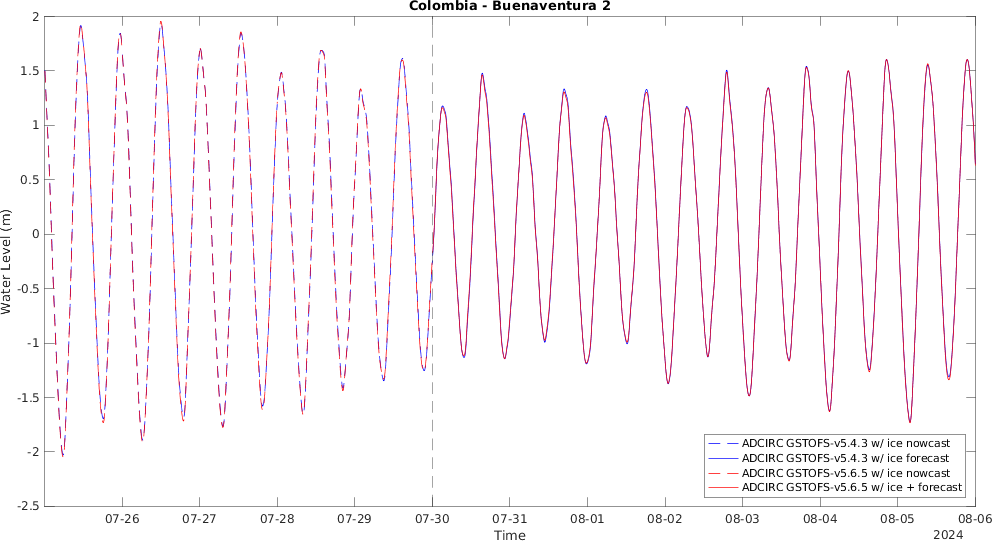 Colombia - Buenaventura 2
Water Level (m)
2
1.5
1
0.5
0
-0.5
-1
-1.5
-2
-2.5
07-26 07-27 07-28 07-29 07-30 07-31 08-01 08-02 08-03 08-04 08-05 08-06
Time
2024
ADCIRC GSTOFS-v5.4.3 w/ ice nowcast
ADCIRC GSTOFS-v5.4.3 w/ ice forecast
ADCIRC GSTOFS-v5.6.5 w/ ice nowcast
ADCIRC GSTOFS-v5.6.5 w/ ice + forecast